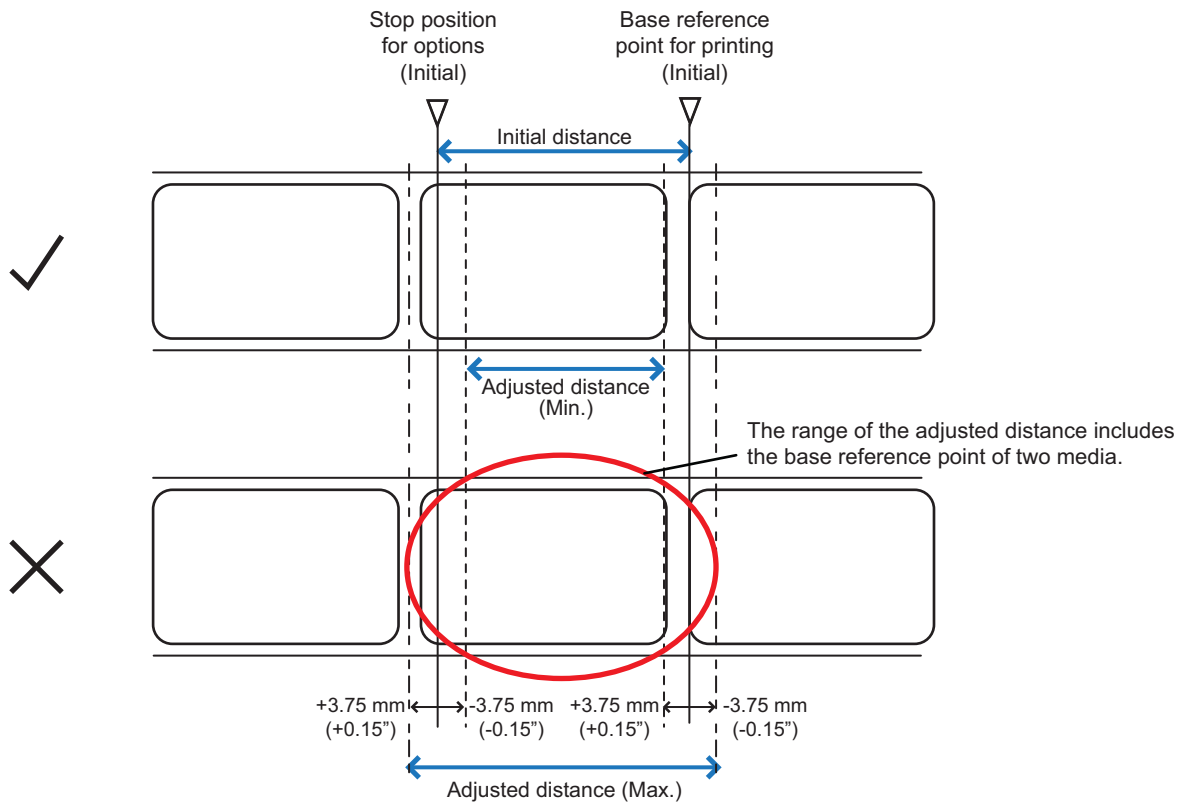 Stop position
for options
(Initial)
Base reference
point for printing
(Initial)
Initial distance
Adjusted distance
(Min.)
The range of the adjusted distance includes
the base reference point of two media.
+3.75 mm
(+0.15”)
-3.75 mm
(-0.15”)
+3.75 mm
(+0.15”)
-3.75 mm
(-0.15”)
Adjusted distance (Max.)